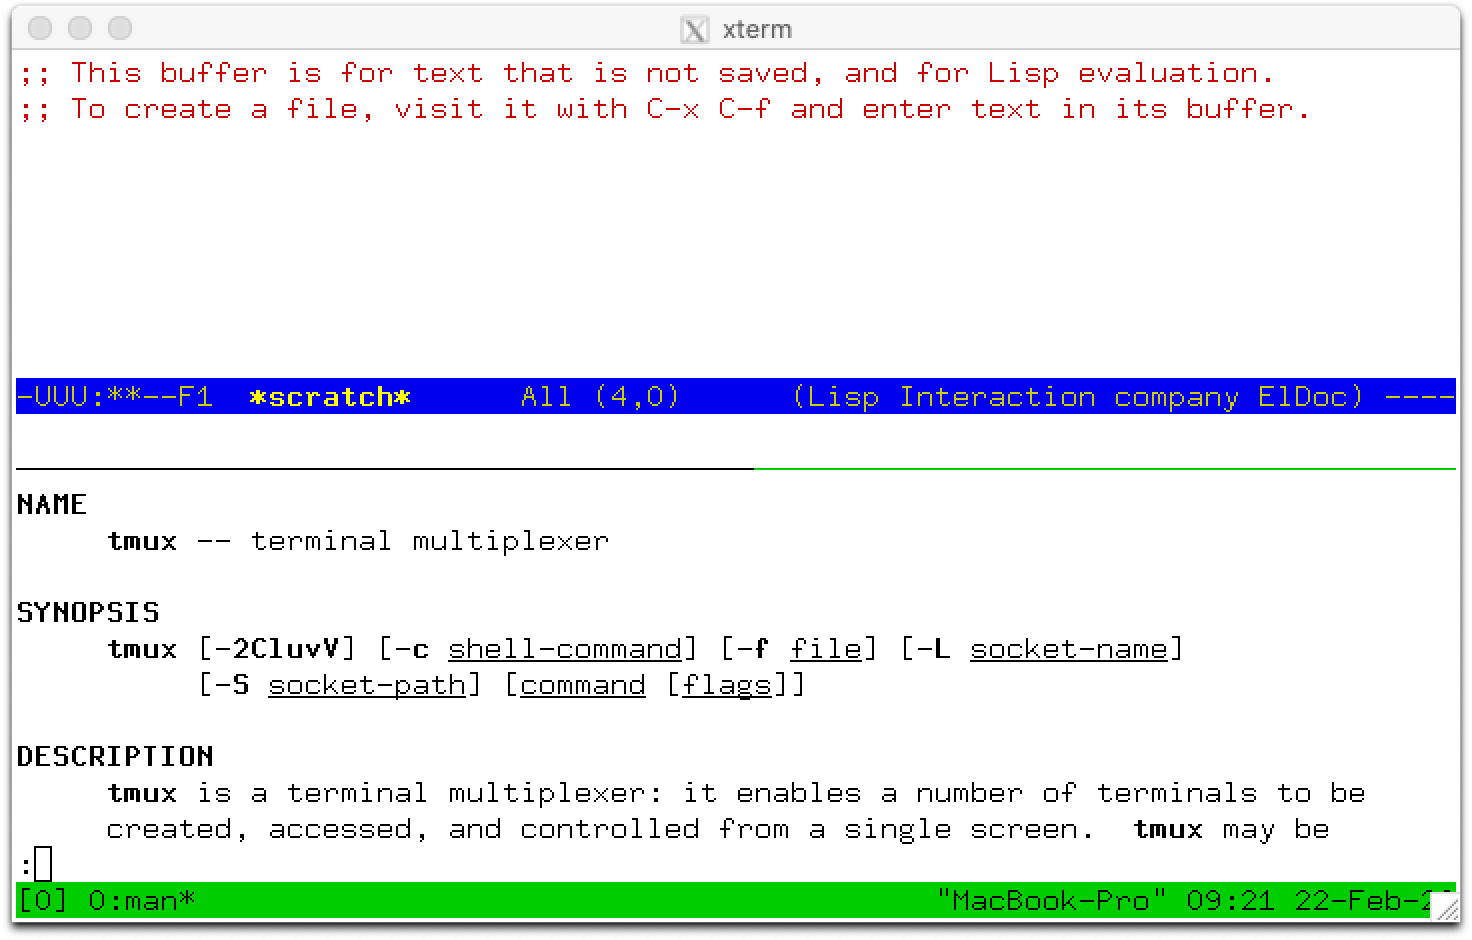 xterm
;; This buffer is for text that is not saved, and for Lisp evaluation.
;; To create a file, visit it with C-x C-f and enter text in its buffer.
-UUU:**--F1  *scratch*      All (4,0)      (Lisp Interaction company ElDoc) ----
NAME
     tmux -- terminal multiplexer
SYNOPSIS
     tmux [-2CluvV] [-c shell-command] [-f file] [-L socket-name]
          [-S socket-path] [command [flags]]
DESCRIPTION
     tmux is a terminal multiplexer: it enables a number of terminals to be
     created, accessed, and controlled from a single screen.  tmux may be
:
[0] 0:man*                                         "MacBook-Pro" 09:21 22-Feb-2